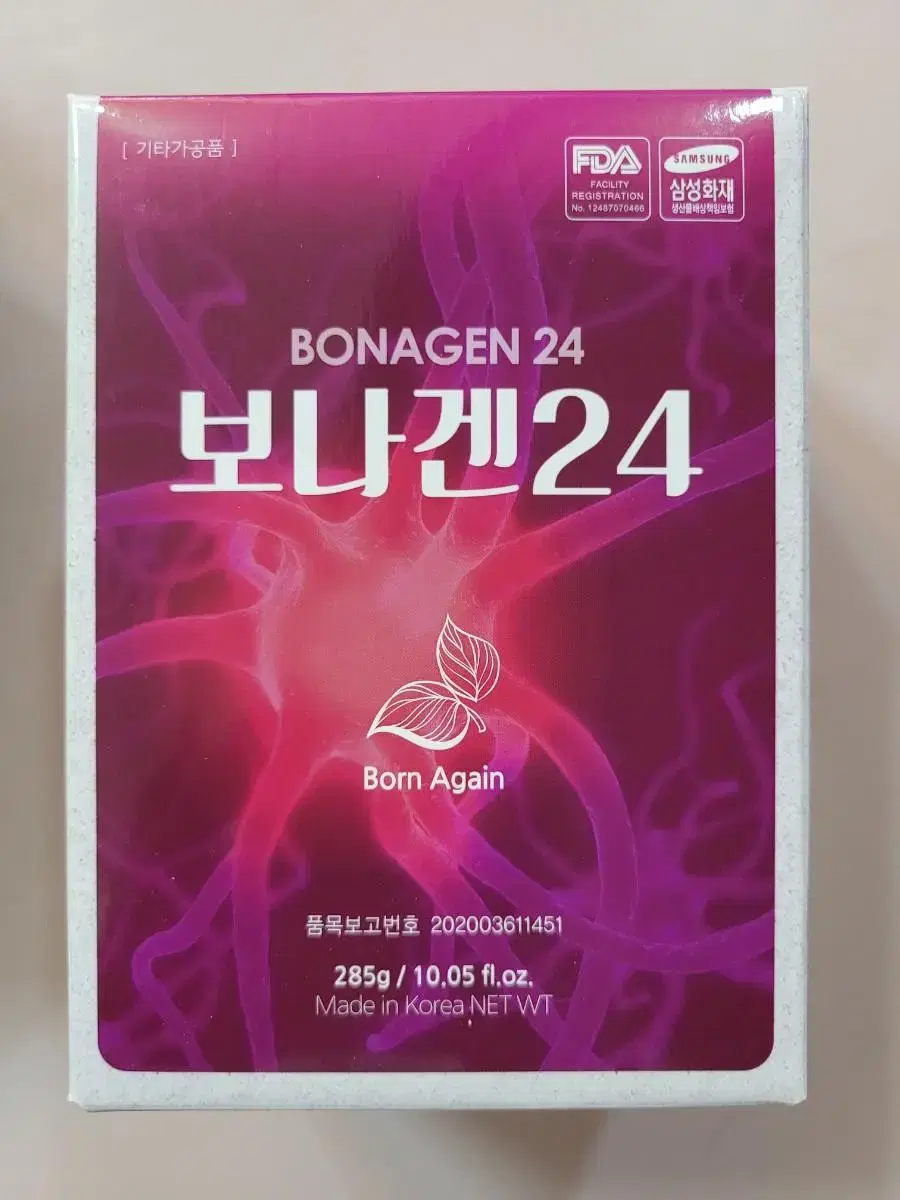 [ 기타가공품 ]
FDA
FACILITY
REGISTRATION
No. 12487070466
SAMSUNG
삼성화재
생산물배상책임보험
BONAGEN 24
보나겐24
Born Again
품목보고번호 202003611451
285g / 10.05 fl.oz.
Made in Korea NET WT